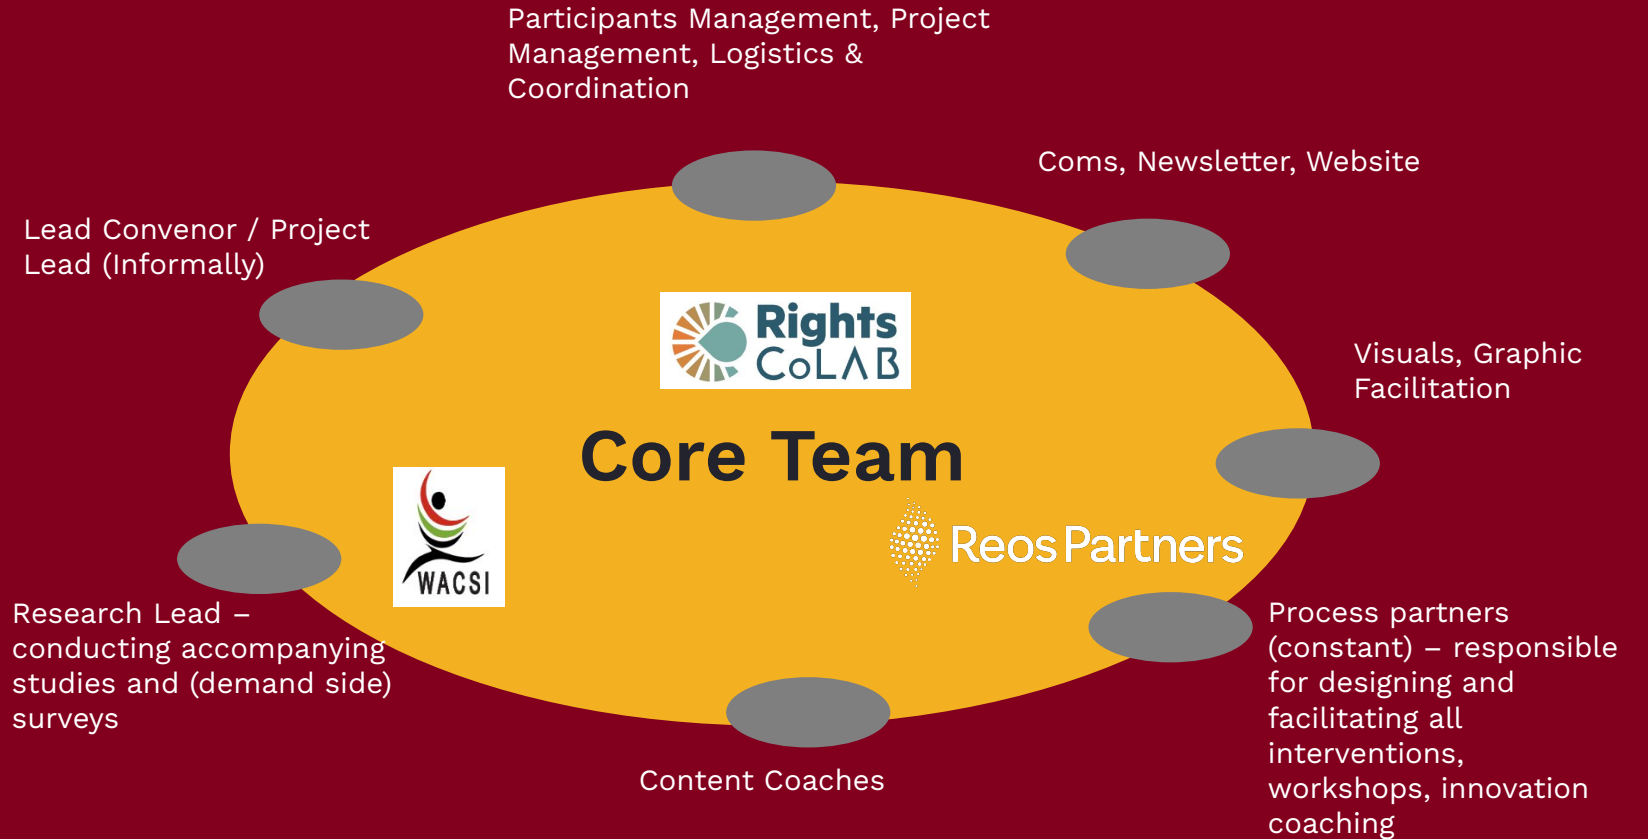 Participants Management, Project
Management, Logistics &
Coordination
Coms, Newsletter, Website
Lead Convenor / Project
Lead (Informally)
Rights
CoLAB
Visuals, Graphic
Facilitation
Core Team
WACSI
Reos Partners
Research Lead –
conducting accompanying
studies and (demand side)
surveys
Process partners
(constant) – responsible
for designing and
facilitating all
interventions,
workshops, innovation
coaching
Content Coaches